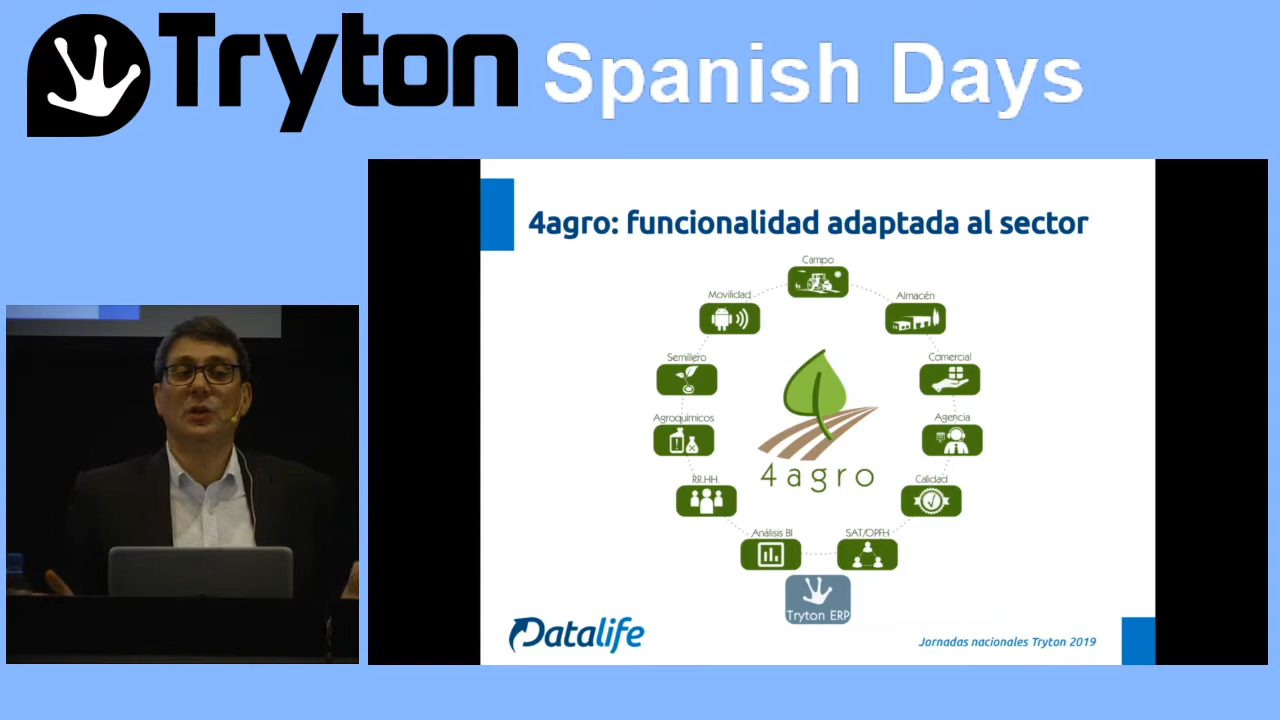 Tryton Spanish Days
4agro: funcionalidad adaptada al sector
Campo
Movilidad
Almacén
Semillero
Comercial
Agroquímicos
Agencia
4agro
RR.HH.
Calidad
Análisis BI
SAT/OPFH
Tryton ERP
Datalife
Jornadas nacionales Tryton 2019